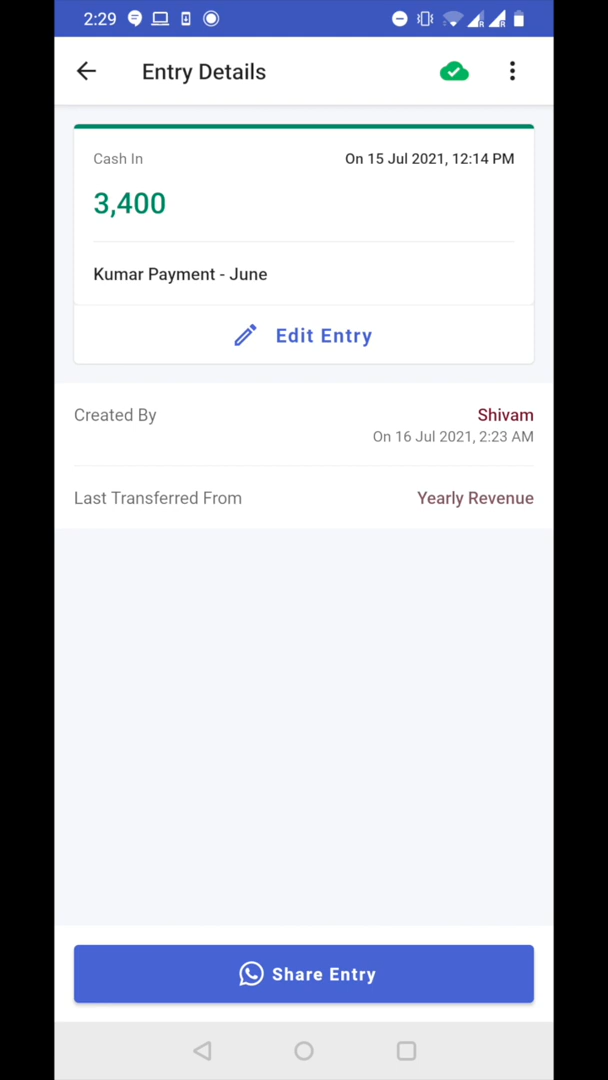 2:29
Entry Details
Cash In
On 15 Jul 2021, 12:14 PM
3,400
Kumar Payment - June
Edit Entry
Created By
Shivam
On 16 Jul 2021, 2:23 AM
Last Transferred From
Yearly Revenue
Share Entry